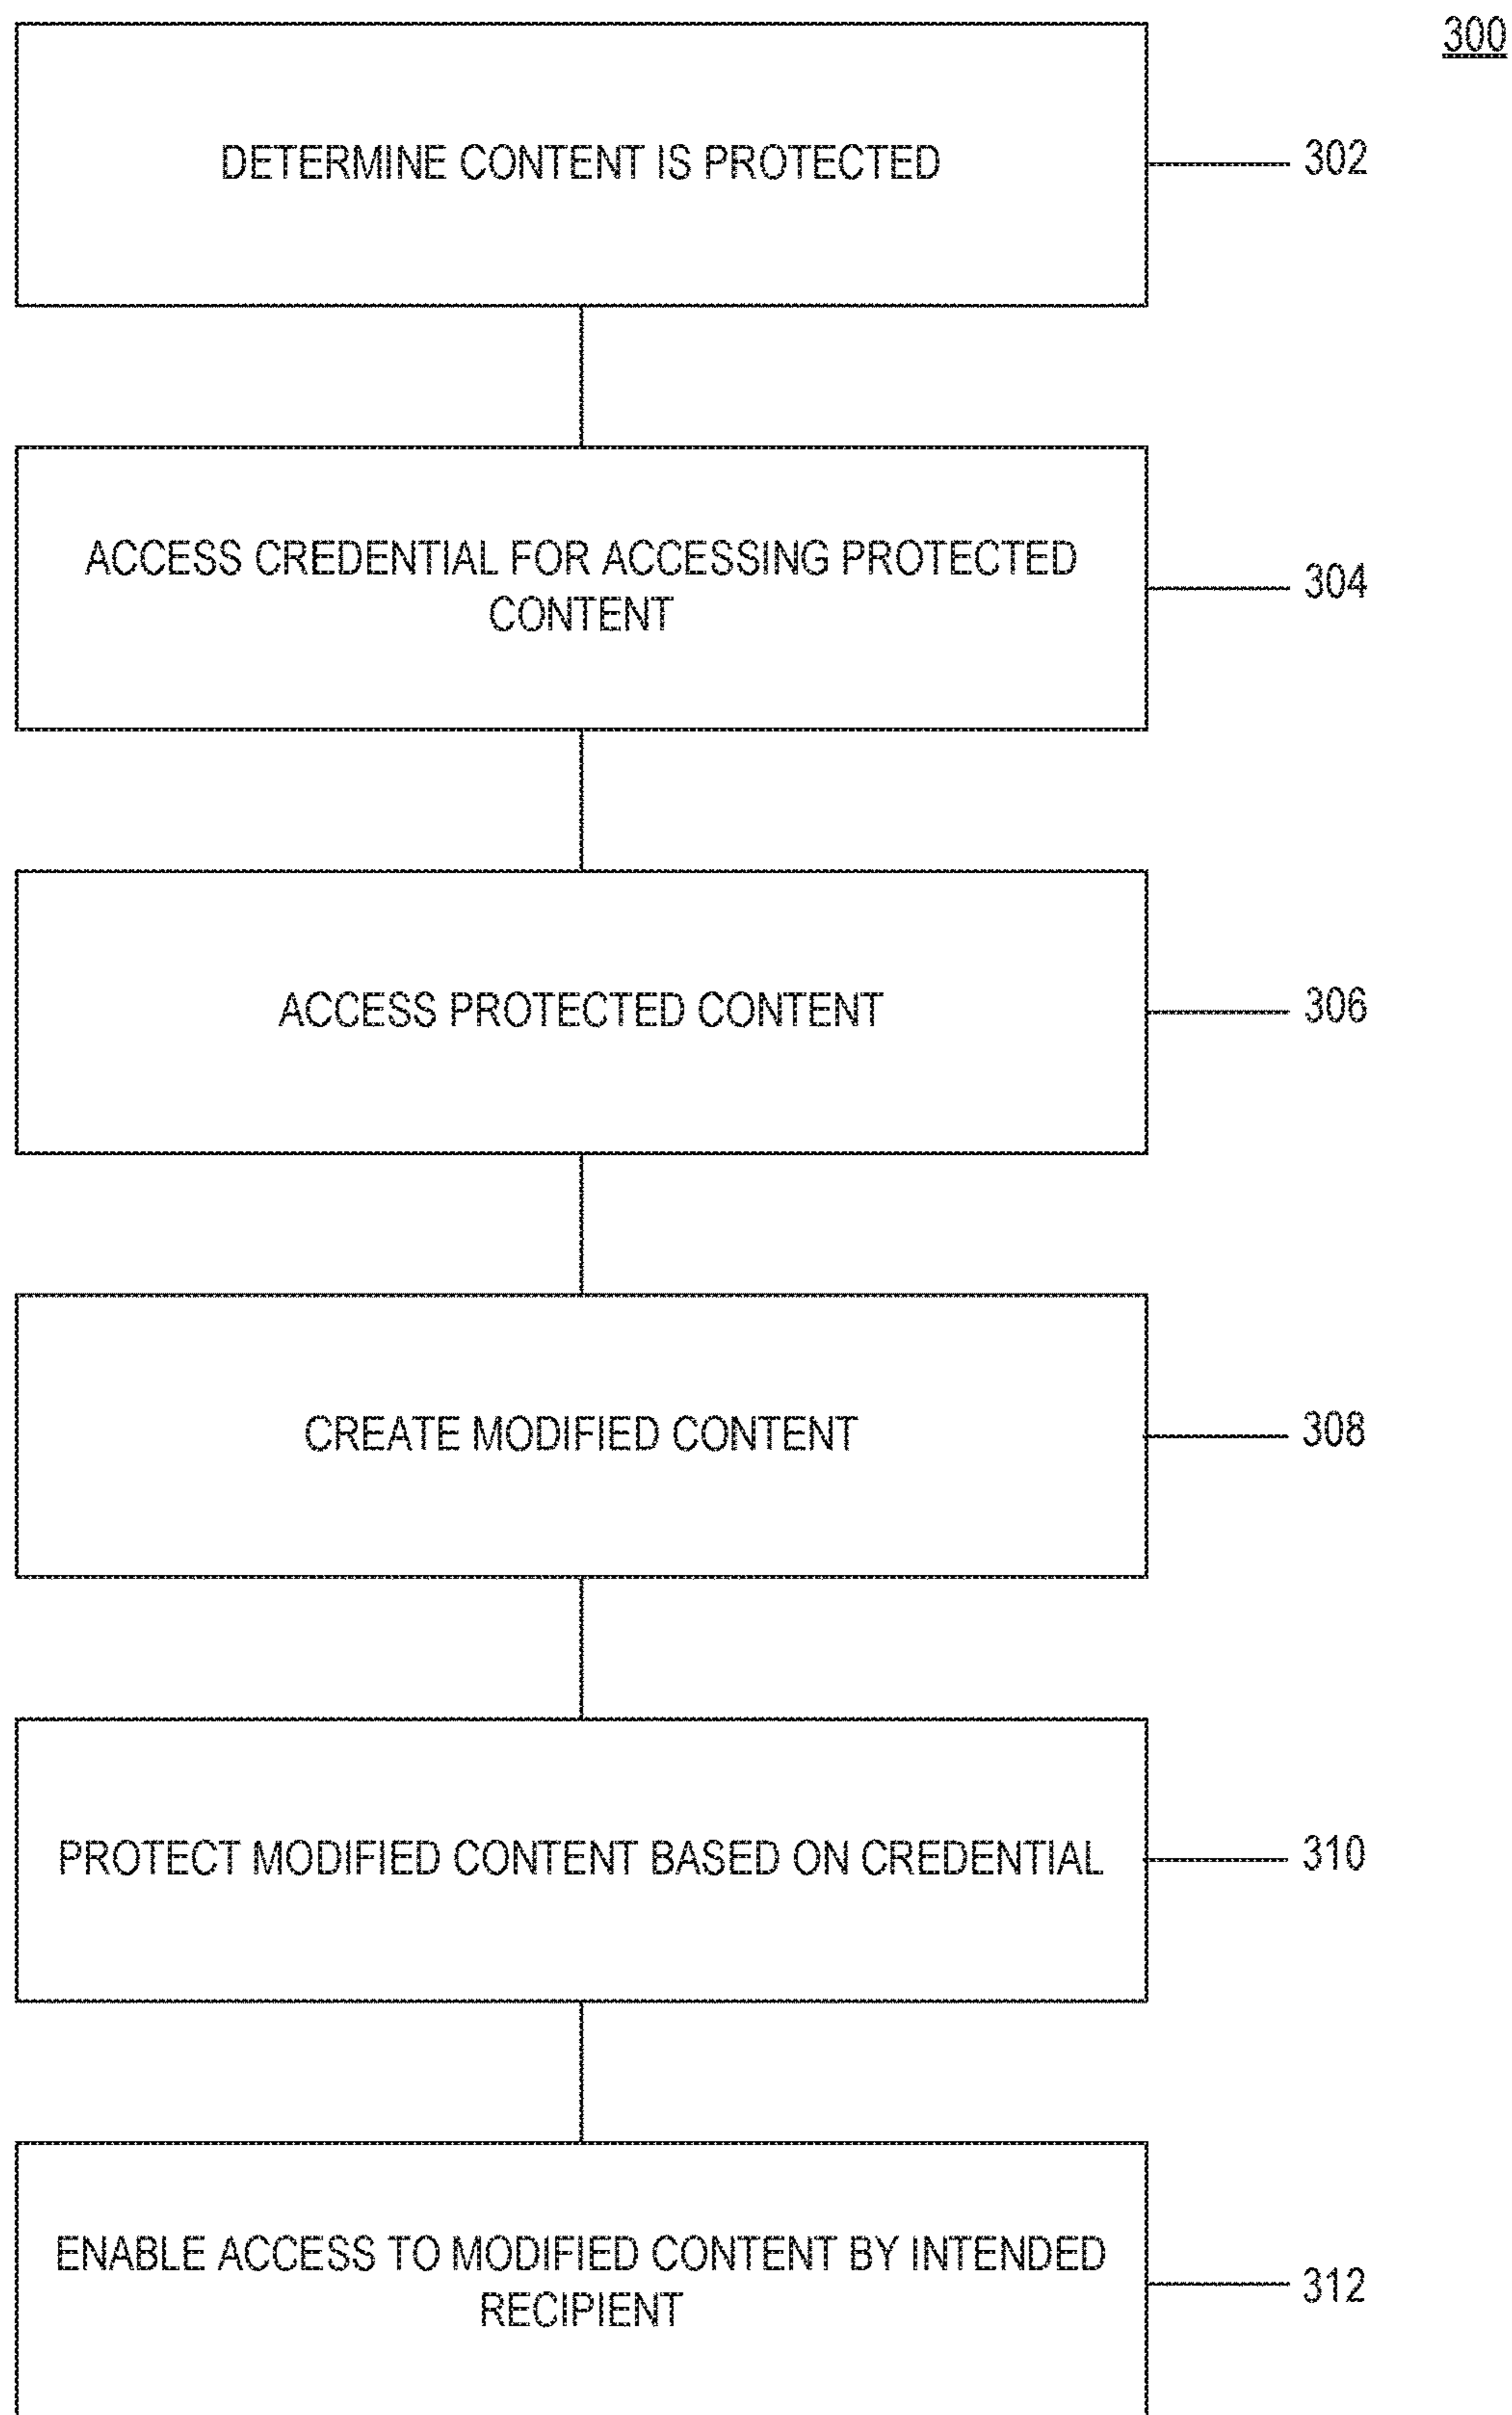 300
DETERMINE CONTENT IS PROTECTED
302
ACCESS CREDENTIAL FOR ACCESSING PROTECTED
CONTENT
304
ACCESS PROTECTED CONTENT
306
CREATE MODIFIED CONTENT
308
PROTECT MODIFIED CONTENT BASED ON CREDENTIAL
310
ENABLE ACCESS TO MODIFIED CONTENT BY INTENDED
RECIPIENT
312